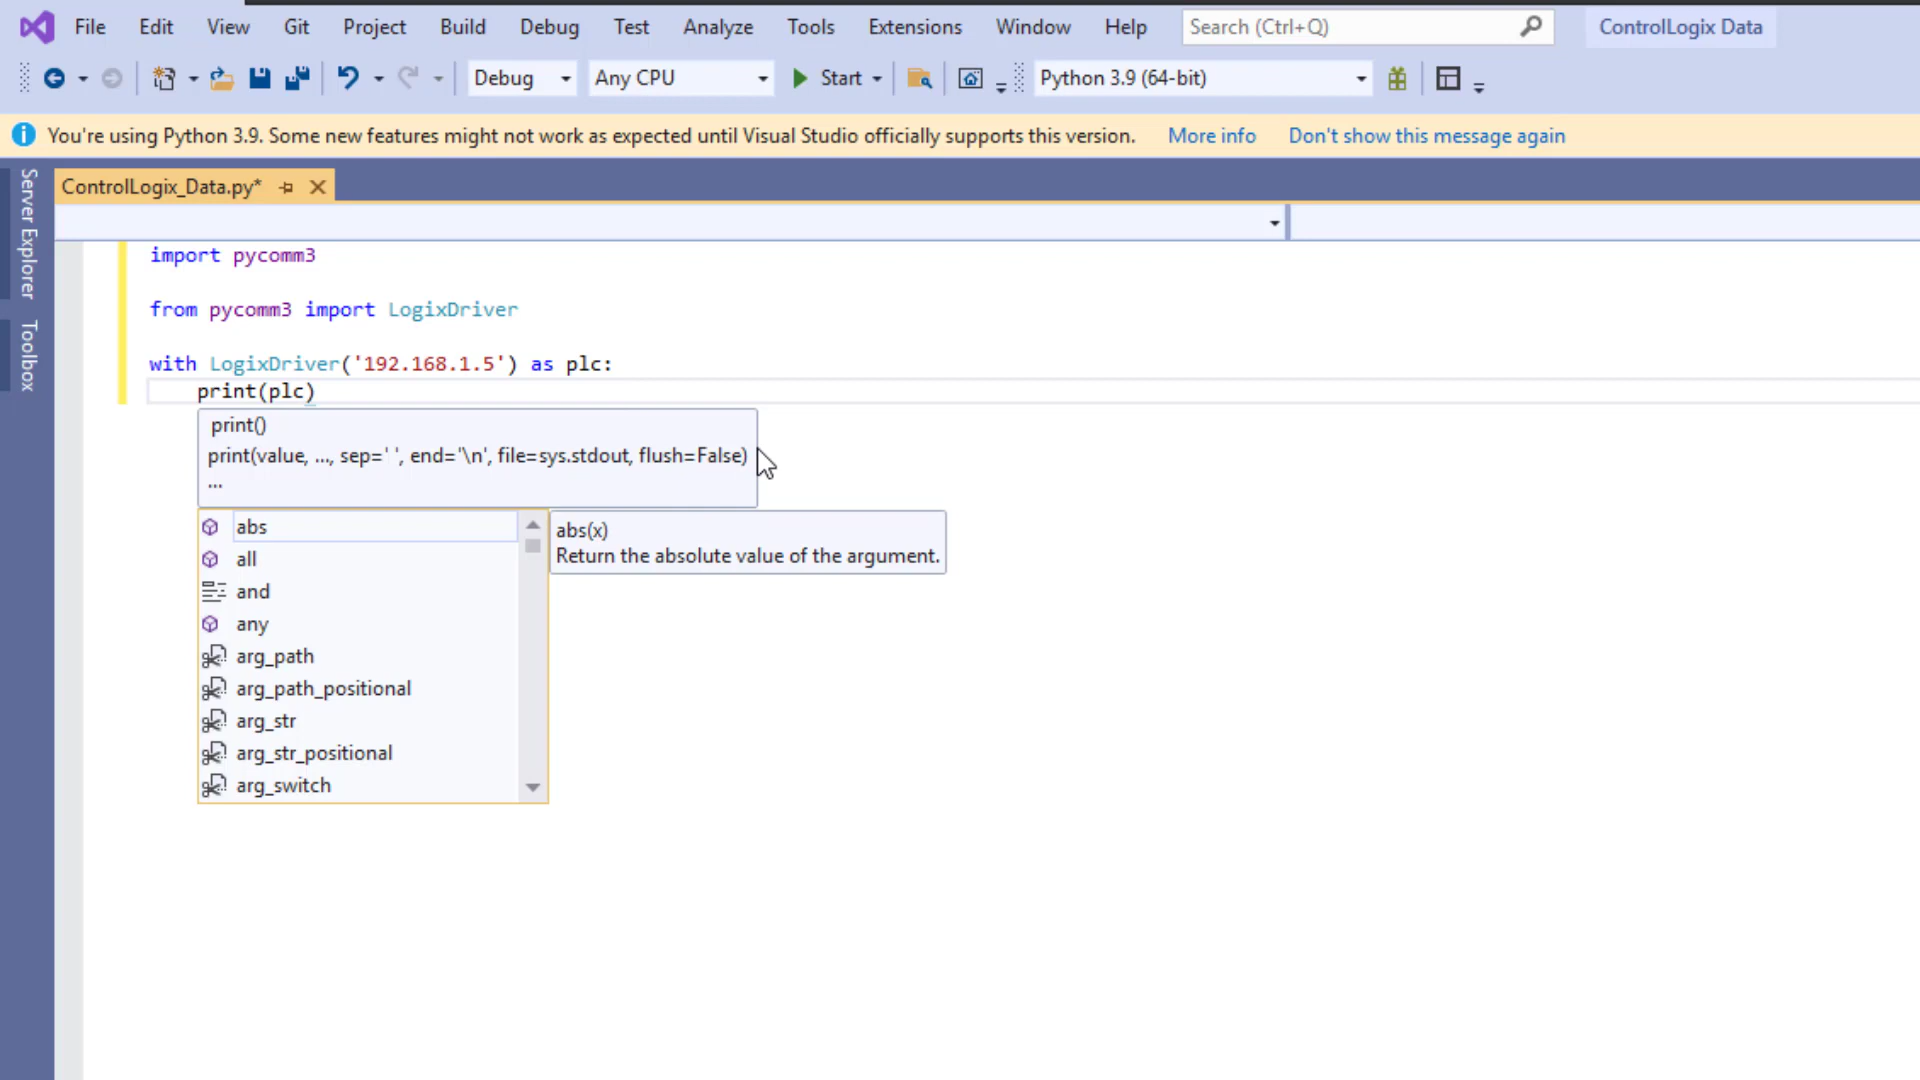 File Edit View Git Project Build Debug Test Analyze Tools Extensions Window Help Search (Ctrl+Q) ControlLogix Data
Debug Any CPU Start Python 3.9 (64-bit)
You're using Python 3.9. Some new features might not work as expected until Visual Studio officially supports this version. More info Don't show this message again
Server Explorer
Toolbox
ControlLogix_Data.py*
import pycomm3
from pycomm3 import LogixDriver
with LogixDriver('192.168.1.5') as plc:
print(plc)
print()
print(value, ..., sep=' ', end='\n', file=sys.stdout, flush=False)
...
abs
all
and
any
arg_path
arg_path_positional
arg_str
arg_str_positional
arg_switch
abs(x)
Return the absolute value of the argument.